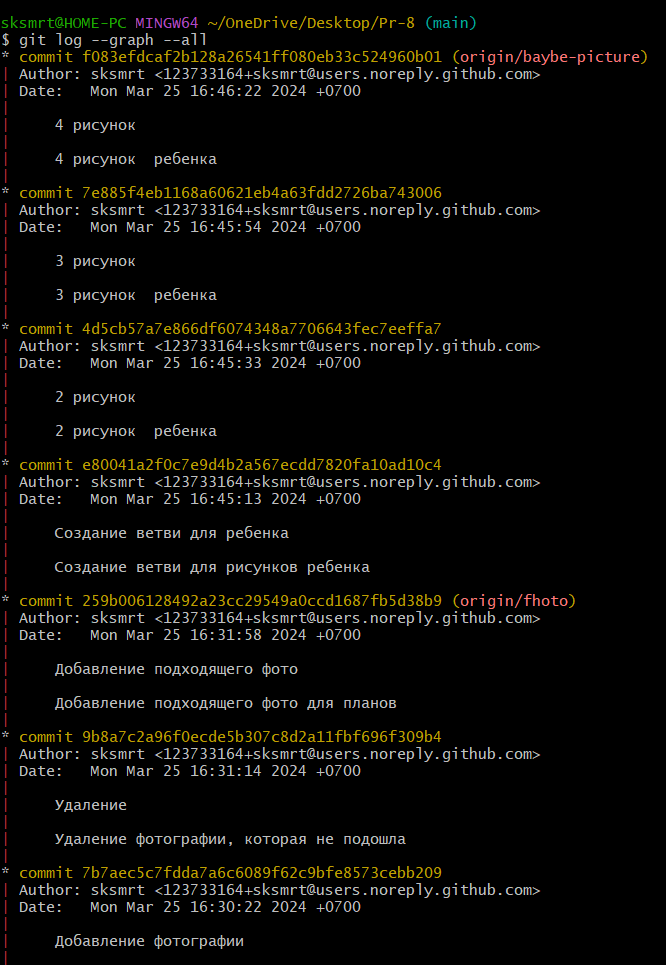 sksmrt@HOME-PC MINGW64 ~/OneDrive/Desktop/Pr-8 (main)
$ git log --graph --all
* commit f083efdcaf2b128a26541ff080eb33c524960b01 (origin/baybe-picture)
| Author: sksmrt <123733164+sksmrt@users.noreply.github.com>
| Date:   Mon Mar 25 16:46:22 2024 +0700
|
|     4 рисунок
|
|     4 рисунок  ребенка
|
* commit 7e885f4eb1168a60621eb4a63fdd2726ba743006
| Author: sksmrt <123733164+sksmrt@users.noreply.github.com>
| Date:   Mon Mar 25 16:45:54 2024 +0700
|
|     3 рисунок
|
|     3 рисунок  ребенка
|
* commit 4d5cb57a7e866df6074348a7706643fec7eeffa7
| Author: sksmrt <123733164+sksmrt@users.noreply.github.com>
| Date:   Mon Mar 25 16:45:33 2024 +0700
|
|     2 рисунок
|
|     2 рисунок  ребенка
|
* commit e80041a2f0c7e9d4b2a567ecdd7820fa10ad10c4
| Author: sksmrt <123733164+sksmrt@users.noreply.github.com>
| Date:   Mon Mar 25 16:45:13 2024 +0700
|
|     Создание ветви для ребенка
|
|     Создание ветви для рисунков ребенка
|
* commit 259b006128492a23cc29549a0ccd1687fb5d38b9 (origin/fhoto)
| Author: sksmrt <123733164+sksmrt@users.noreply.github.com>
| Date:   Mon Mar 25 16:31:58 2024 +0700
|
|     Добавление подходящего фото
|
|     Добавление подходящего фото для планов
|
* commit 9b8a7c2a96f0ecde5b307c8d2a11fbf696f309b4
| Author: sksmrt <123733164+sksmrt@users.noreply.github.com>
| Date:   Mon Mar 25 16:31:14 2024 +0700
|
|     Удаление
|
|     Удаление фотографии, которая не подошла
|
* commit 7b7aec5c7fdda7a6c6089f62c9bfe8573cebb209
| Author: sksmrt <123733164+sksmrt@users.noreply.github.com>
| Date:   Mon Mar 25 16:30:22 2024 +0700
|
|     Добавление фотографии
|